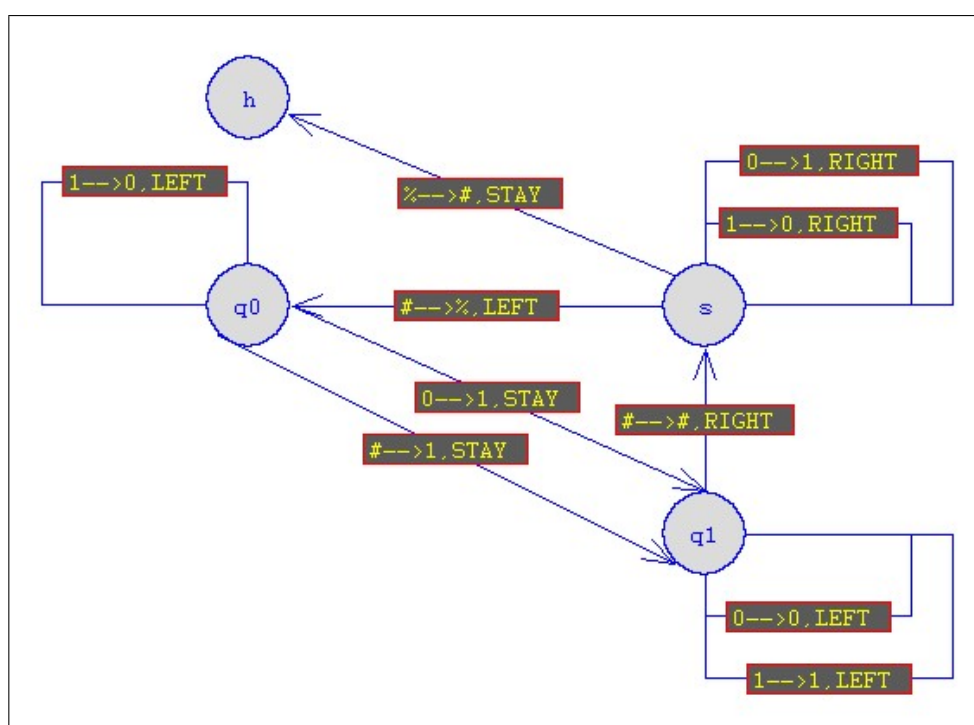 h
0-->1,RIGHT
1-->0,LEFT
%-->#,STAY
1-->0,RIGHT
q0
#-->%,LEFT
s
0-->1,STAY
#-->1,STAY
#-->#,RIGHT
q1
0-->0,LEFT
1-->1,LEFT